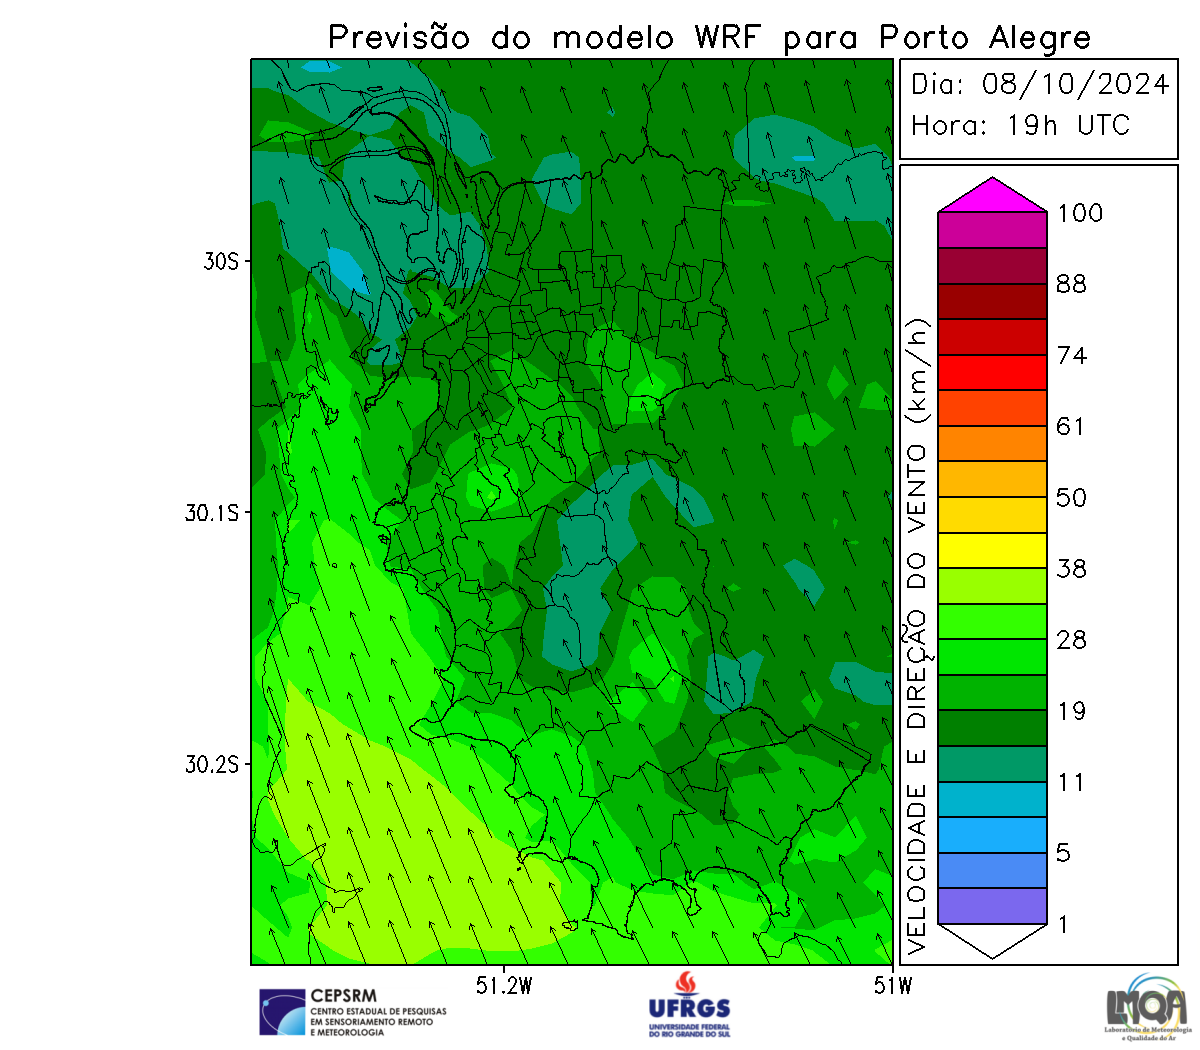 Previsão do modelo WRF para Porto Alegre
Dia: 08/10/2024
Hora: 19h UTC
VELOCIDADE E DIREÇÃO DO VENTO (km/h)
100
88
74
61
50
38
28
19
11
5
1
30S
30.1S
30.2S
51.2W
51W
CEPSRM
CENTRO ESTADUAL DE PESQUISAS
EM SENSORIAMENTO REMOTO
E METEOROLOGIA
UFRGS
UNIVERSIDADE FEDERAL
DO RIO GRANDE DO SUL
LMQA
Laboratório de Meteorologia
e Qualidade do Ar